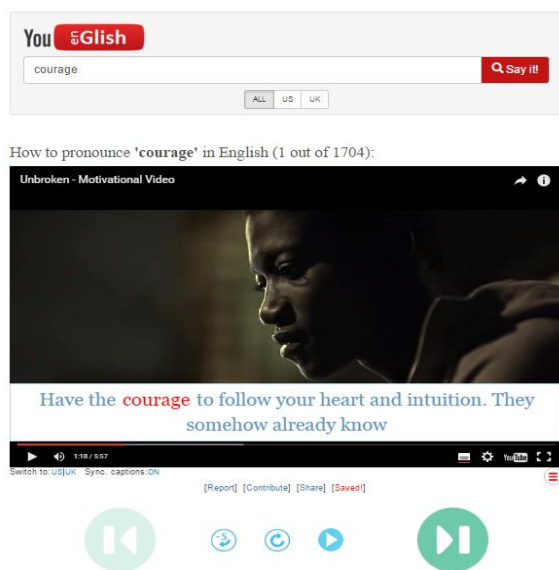 You enGlish
courage
Say it!
ALL US UK
How to pronounce 'courage' in English (1 out of 1704):
Unbroken - Motivational Video
Have the courage to follow your heart and intuition. They
somehow already know
1:18 / 5:57 YouTube
Switch to: US|UK Sync. captions:ON
[Report] [Contribute] [Share] [Saved!]